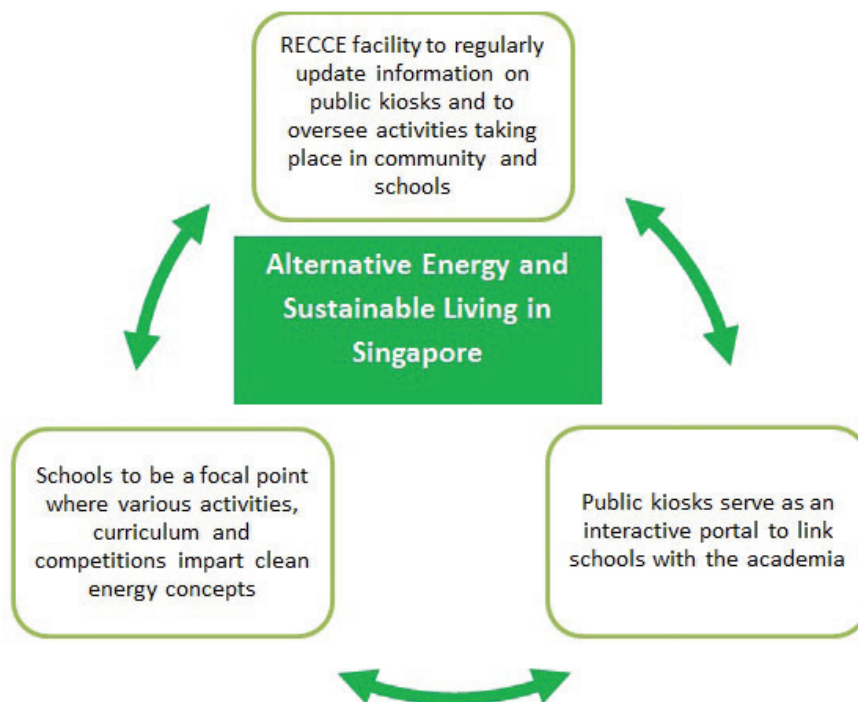 RECCE facility to regularly
update information on
public kiosks and to
oversee activities taking
place in community and
schools
Alternative Energy and
Sustainable Living in
Singapore
Schools to be a focal point
where various activities,
curriculum and
competitions impart clean
energy concepts
Public kiosks serve as an
interactive portal to link
schools with the academia